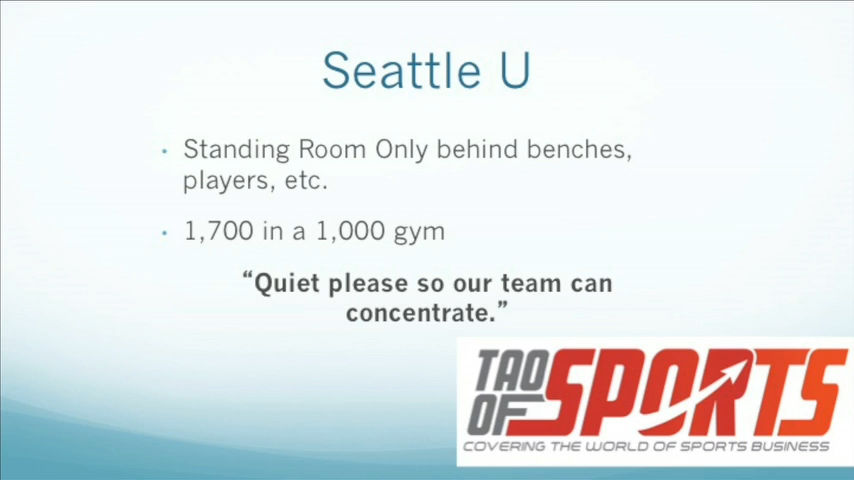 Seattle U
• Standing Room Only behind benches,
players, etc.
• 1,700 in a 1,000 gym
“Quiet please so our team can
concentrate.”
TAO
OF
SPORTS
COVERING THE WORLD OF SPORTS BUSINESS